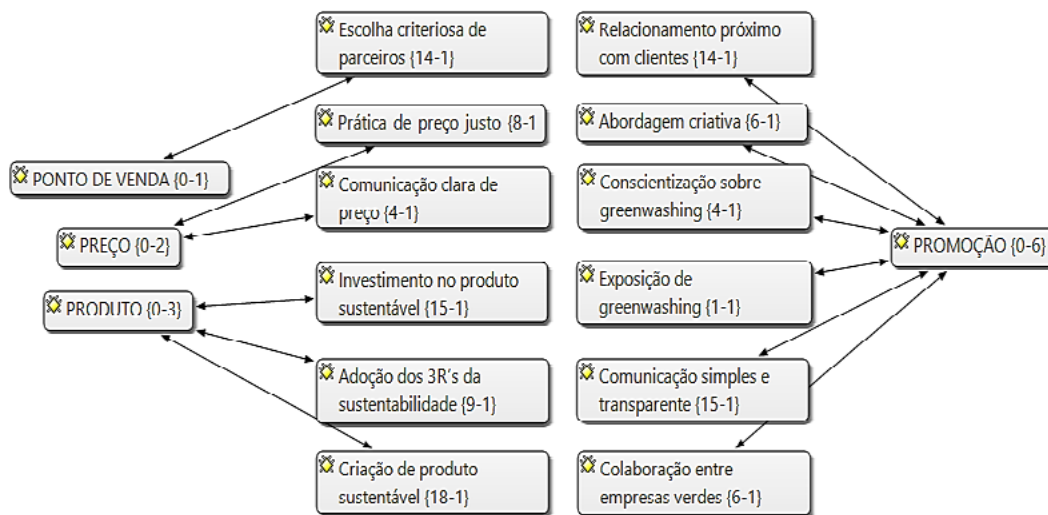 Escolha criteriosa de
parceiros {14-1}
Prática de preço justo {8-1
PONTO DE VENDA {0-1}
Comunicação clara de
preço {4-1}
PREÇO {0-2}
Investimento no produto
sustentável {15-1}
PRODUTO {0-3}
Adoção dos 3R's da
sustentabilidade {9-1}
Criação de produto
sustentável {18-1}
Relacionamento próximo
com clientes {14-1}
Abordagem criativa {6-1}
Conscientização sobre
greenwashing {4-1}
PROMOÇÃO {0-6}
Exposição de
greenwashing {1-1}
Comunicação simples e
transparente {15-1}
Colaboração entre
empresas verdes {6-1}